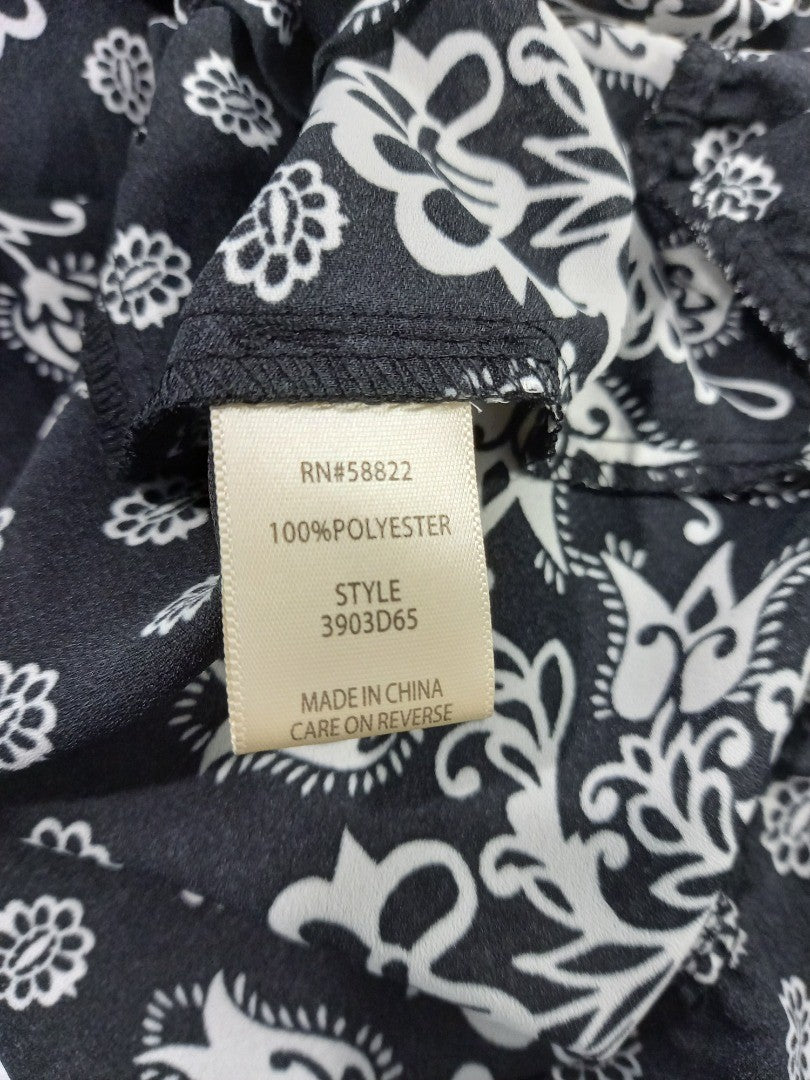 RN#58822
100%POLYESTER
STYLE
3903D65
MADE IN CHINA
CARE ON REVERSE